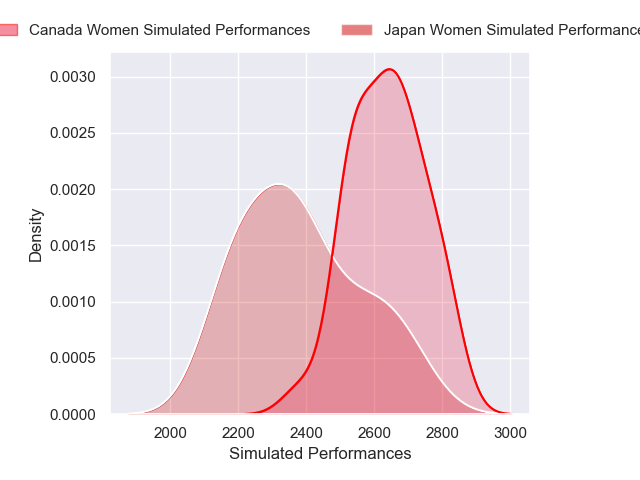 Canada Women Simulated Performances Japan Women Simulated Performance
0.0030
0.0025
0.0020
0.0015
0.0010
0.0005
0.0000
Density
2000 2200 2400 2600 2800 3000
Simulated Performances